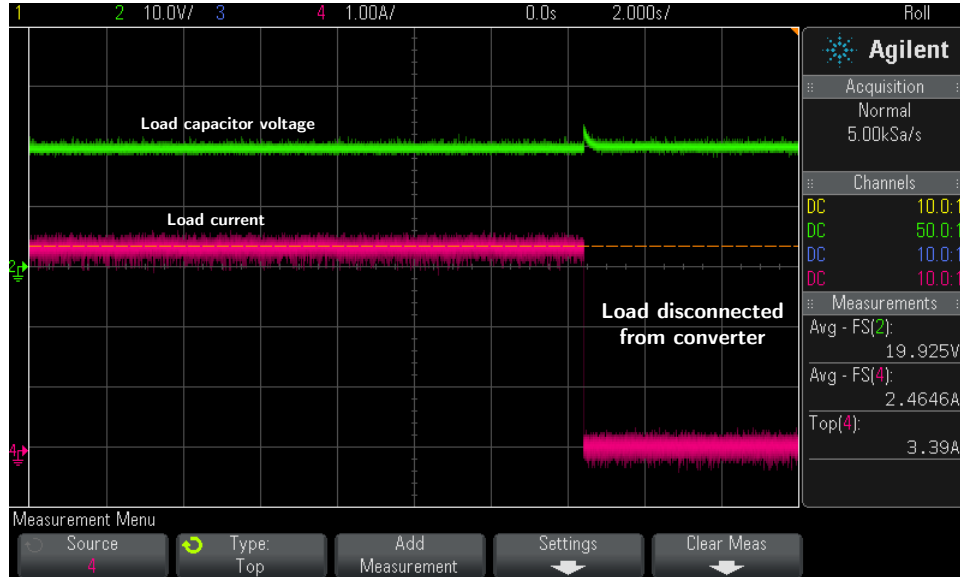 1 2 10.0V/ 3 4 1.00A/ 0.0s 2.000s/ Roll
Agilent
Acquisition
Normal
5.00kSa/s
Channels
DC 10.0:1
DC 50.0:1
DC 10.0:1
DC 10.0:1
Measurements
Avg - FS(2):
19.925V
Avg - FS(4):
2.4646A
Top(4):
3.39A
Load capacitor voltage
Load current
2
Load disconnected
from converter
4
Measurement Menu
Source
4
Type:
Top
Add
Measurement
Settings
Clear Meas